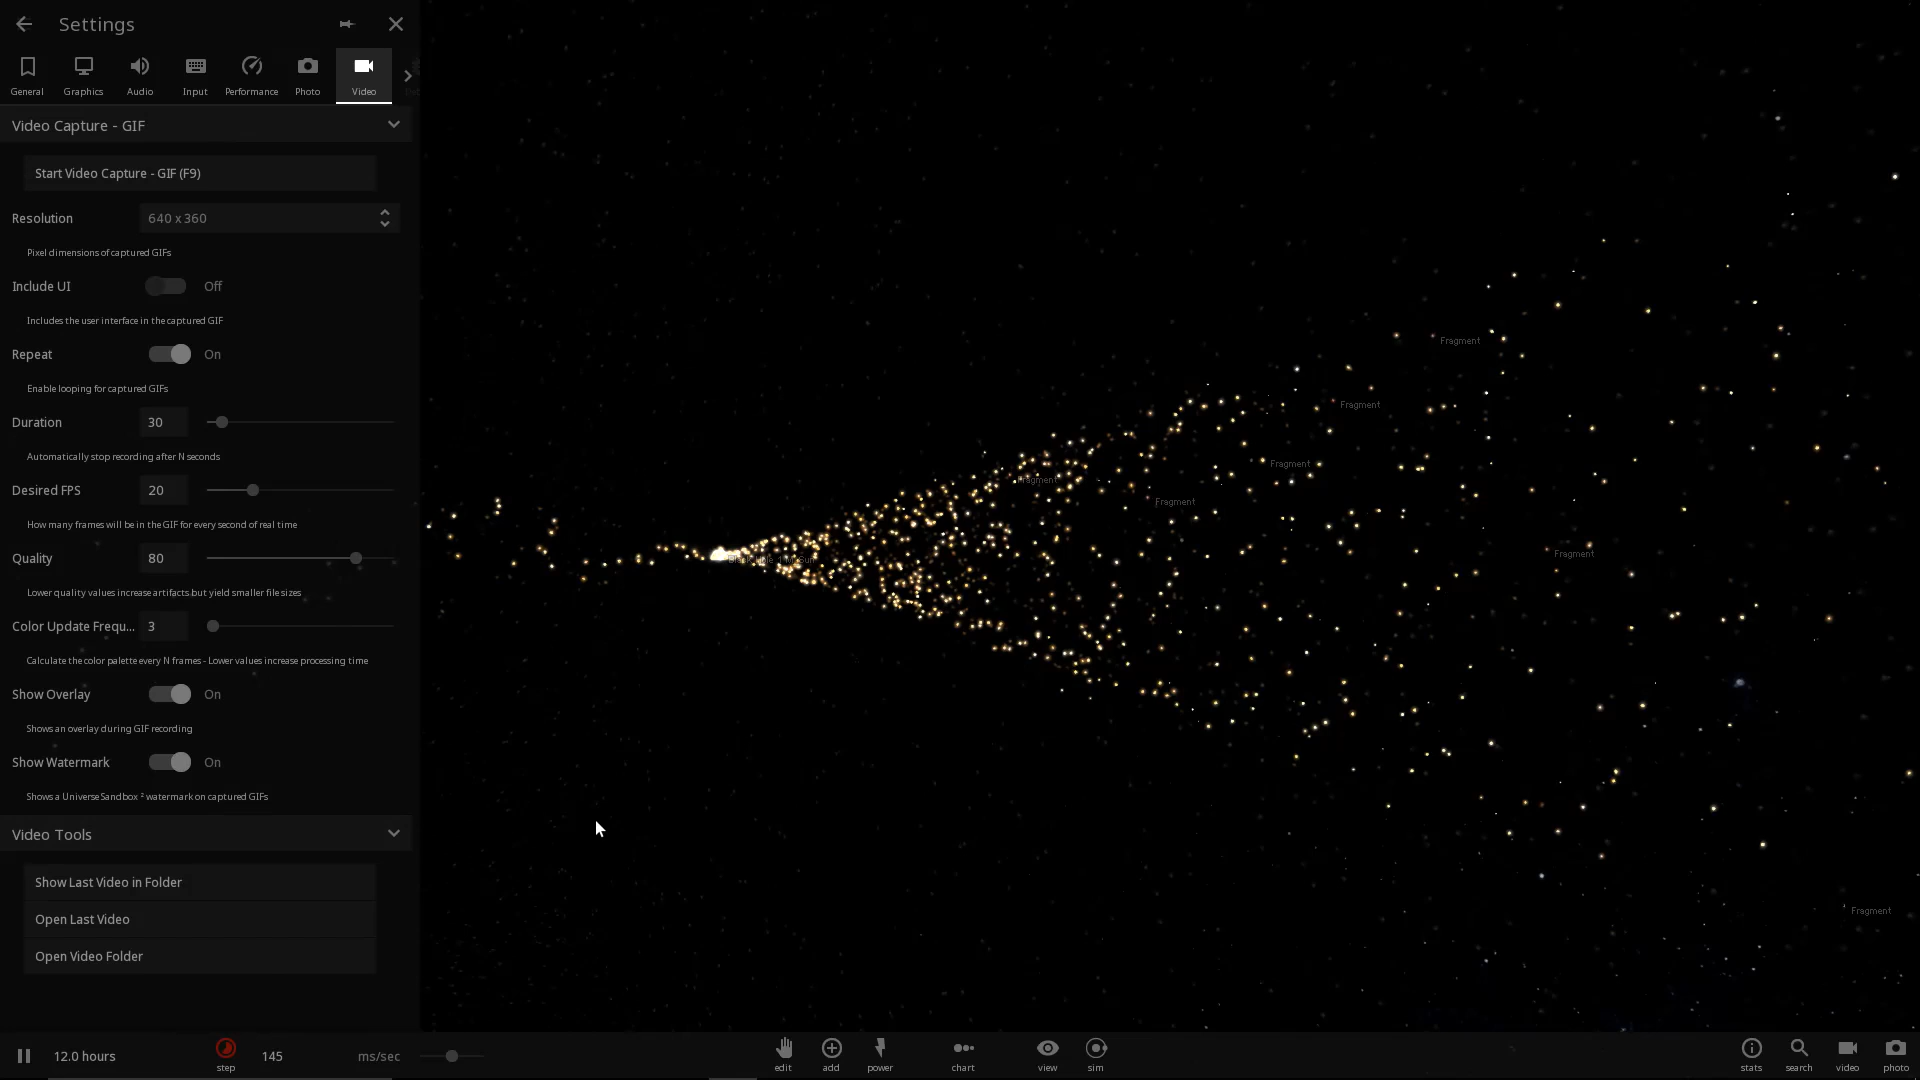 Settings
General
Graphics
Audio
Input
Performance
Photo
Video
Video Capture - GIF
Start Video Capture - GIF (F9)
Resolution 640 x 360
Pixel dimensions of captured GIFs
Include UI Off
Includes the user interface in the captured GIF
Repeat On
Enable looping for captured GIFs
Duration 30
Automatically stop recording after N seconds
Desired FPS 20
How many frames will be in the GIF for every second of real time
Quality 80
Lower quality values increase artifacts but yield smaller file sizes
Color Update Frequ... 3
Calculate the color palette every N frames - Lower values increase processing time
Show Overlay On
Shows an overlay during GIF recording
Show Watermark On
Shows a Universe Sandbox ² watermark on captured GIFs
Video Tools
Show Last Video in Folder
Open Last Video
Open Video Folder
Fragment
Fragment
Fragment
Fragment
Fragment
Fragment
Fragment
12.0 hours
step
145
ms/sec
edit
add
power
chart
view
sim
stats
search
video
photo